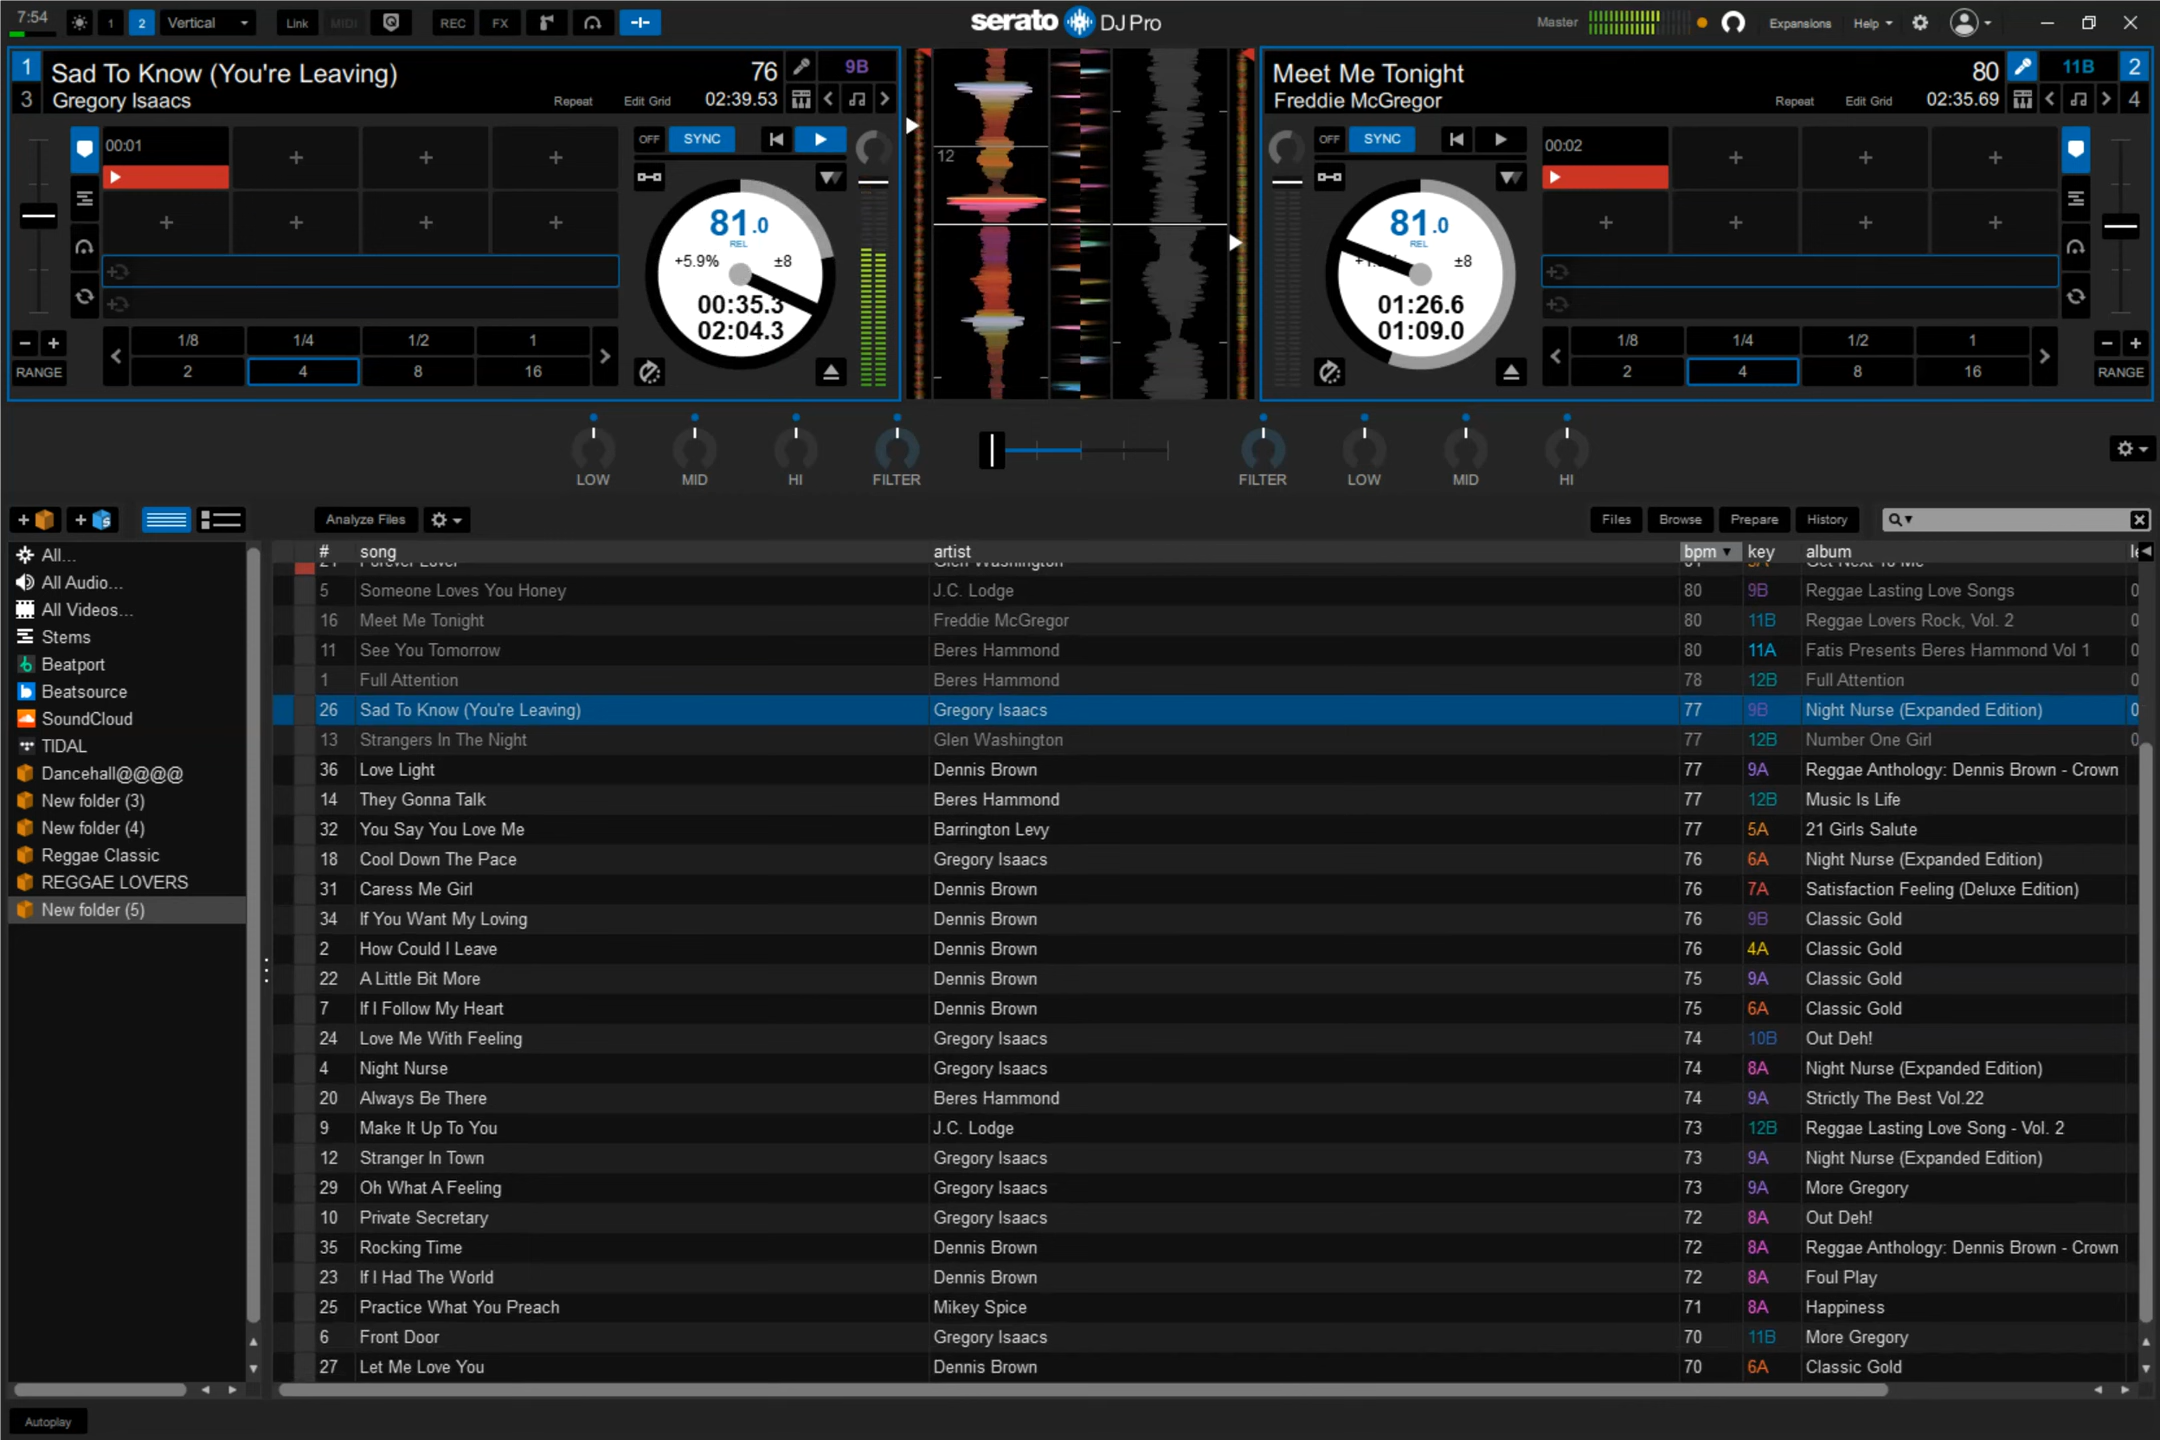 7:54 1 2 Vertical Link MIDI REC FX serato DJ Pro Master Expansions Help
1 Sad To Know (You're Leaving) 76 9B
3 Gregory Isaacs Repeat Edit Grid 02:39.53
Meet Me Tonight 80 11B 2
Freddie McGregor Repeat Edit Grid 02:35.69 4
00:01 OFF SYNC
81.0
REL
+5.9% ±8
00:35.3
02:04.3
1/8 1/4 1/2 1
2 4 8 16
RANGE
12
OFF SYNC 00:02
81.0
REL
±8
01:26.6
01:09.0
1/8 1/4 1/2 1
2 4 8 16
RANGE
LOW MID HI FILTER FILTER LOW MID HI
Analyze Files Files Browse Prepare History
All...
All Audio...
All Videos...
Stems
Beatport
Beatsource
SoundCloud
TIDAL
Dancehall@@@@
New folder (3)
New folder (4)
Reggae Classic
REGGAE LOVERS
New folder (5)
# song artist bpm key album
21 Forever Lover Glen Washington 81 Get Next To Me
5 Someone Loves You Honey J.C. Lodge 80 9B Reggae Lasting Love Songs 0
16 Meet Me Tonight Freddie McGregor 80 11B Reggae Lovers Rock, Vol. 2 0
11 See You Tomorrow Beres Hammond 80 11A Fatis Presents Beres Hammond Vol 1 0
1 Full Attention Beres Hammond 78 12B Full Attention 0
26 Sad To Know (You're Leaving) Gregory Isaacs 77 9B Night Nurse (Expanded Edition) 0
13 Strangers In The Night Glen Washington 77 12B Number One Girl 0
36 Love Light Dennis Brown 77 9A Reggae Anthology: Dennis Brown - Crown
14 They Gonna Talk Beres Hammond 77 12B Music Is Life
32 You Say You Love Me Barrington Levy 77 5A 21 Girls Salute
18 Cool Down The Pace Gregory Isaacs 76 6A Night Nurse (Expanded Edition)
31 Caress Me Girl Dennis Brown 76 7A Satisfaction Feeling (Deluxe Edition)
34 If You Want My Loving Dennis Brown 76 9B Classic Gold
2 How Could I Leave Dennis Brown 76 4A Classic Gold
22 A Little Bit More Dennis Brown 75 9A Classic Gold
7 If I Follow My Heart Dennis Brown 75 6A Classic Gold
24 Love Me With Feeling Gregory Isaacs 74 10B Out Deh!
4 Night Nurse Gregory Isaacs 74 8A Night Nurse (Expanded Edition)
20 Always Be There Beres Hammond 74 9A Strictly The Best Vol.22
9 Make It Up To You J.C. Lodge 73 12B Reggae Lasting Love Song - Vol. 2
12 Stranger In Town Gregory Isaacs 73 9A Night Nurse (Expanded Edition)
29 Oh What A Feeling Gregory Isaacs 73 9A More Gregory
10 Private Secretary Gregory Isaacs 72 8A Out Deh!
35 Rocking Time Dennis Brown 72 8A Reggae Anthology: Dennis Brown - Crown
23 If I Had The World Dennis Brown 72 8A Foul Play
25 Practice What You Preach Mikey Spice 71 8A Happiness
6 Front Door Gregory Isaacs 70 11B More Gregory
27 Let Me Love You Dennis Brown 70 6A Classic Gold
Autoplay